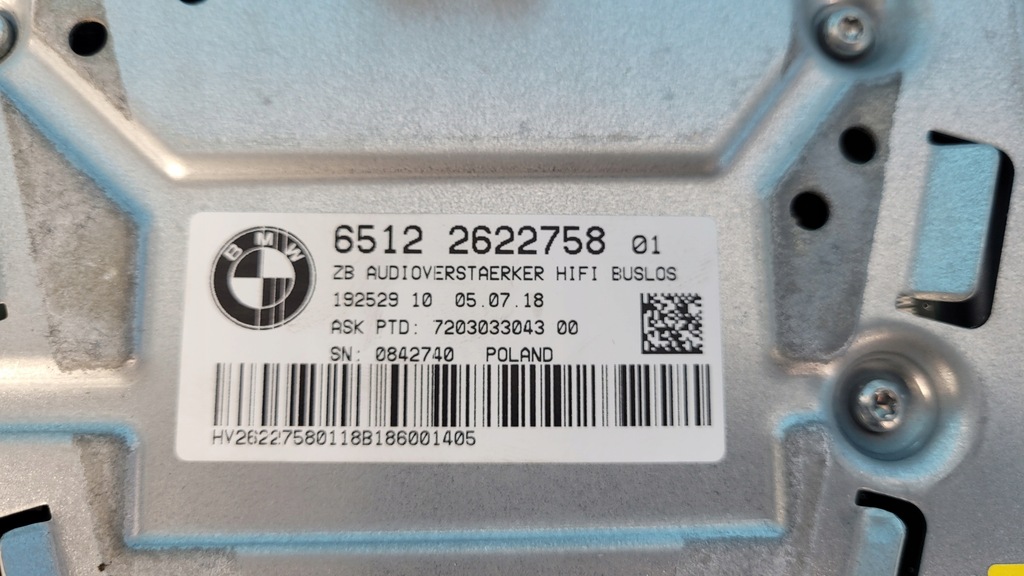 BMW
6512 2622758 01
ZB AUDIOVERSTAERKER HIFI BUSLOS
192529 10 05.07.18
ASK PTD: 7203033043 00
SN: 0842740 POLAND
HV26227580118B186001405